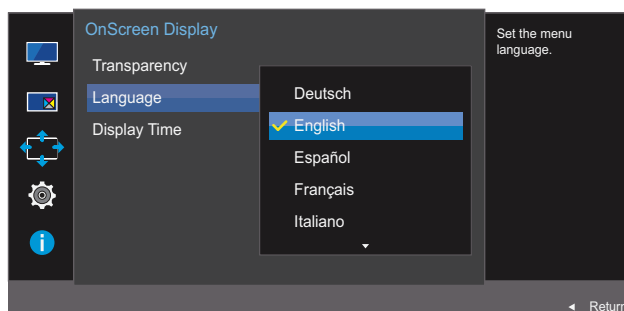 OnScreen Display
Transparency
Language
Display Time
Deutsch
English
Español
Français
Italiano
Set the menu
language.
Return